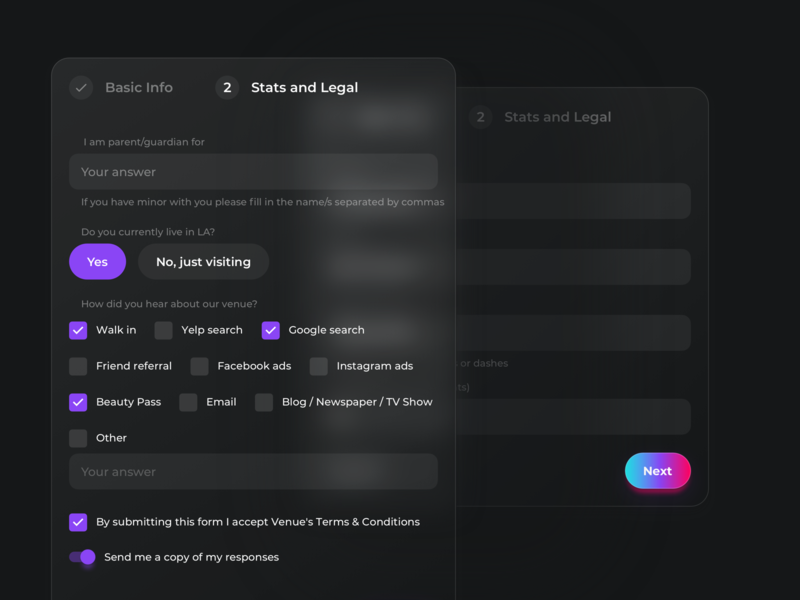 Basic Info
2 Stats and Legal
I am parent/guardian for
Your answer
If you have minor with you please fill in the name/s separated by commas
Do you currently live in LA?
Yes
No, just visiting
How did you hear about our venue?
Walk in
Yelp search
Google search
Friend referral
Facebook ads
Instagram ads
Beauty Pass
Email
Blog / Newspaper / TV Show
Other
Your answer
By submitting this form I accept Venue's Terms & Conditions
Send me a copy of my responses
2 Stats and Legal
or dashes
Next